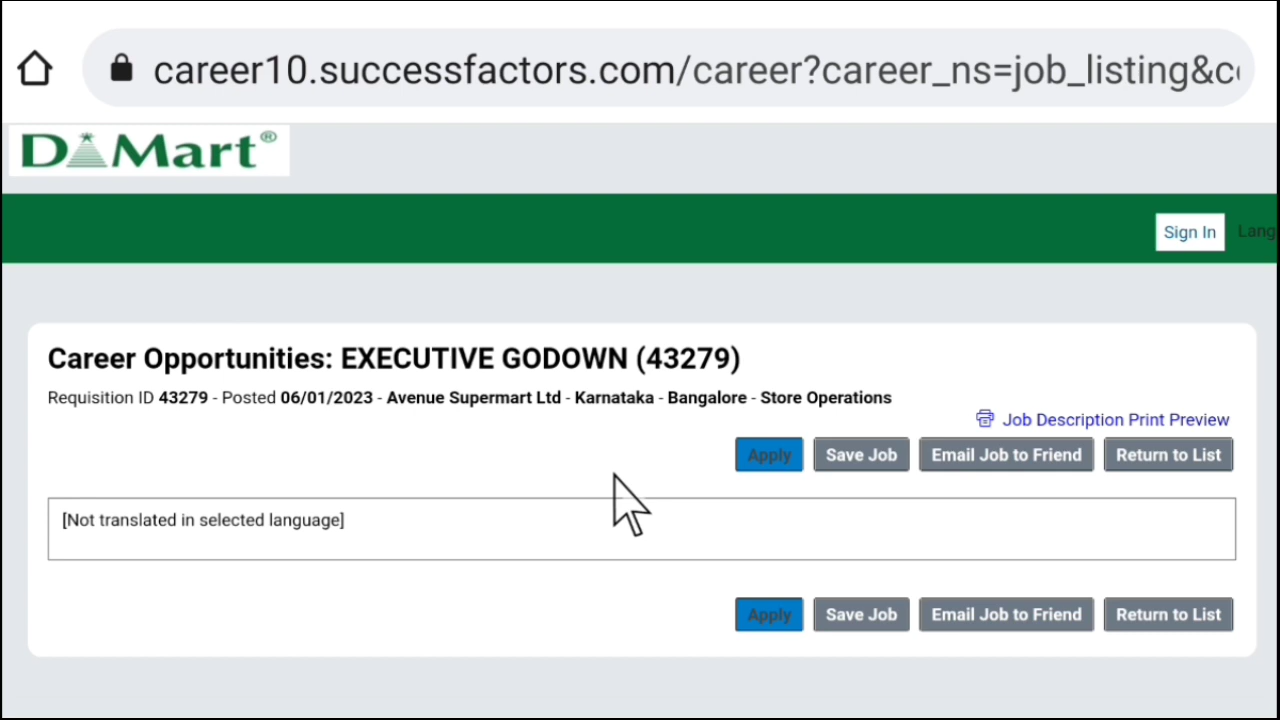 career10.successfactors.com/career?career_ns=job_listing&c
D Mart®
Sign In Lang
Career Opportunities: EXECUTIVE GODOWN (43279)
Requisition ID 43279 - Posted 06/01/2023 - Avenue Supermart Ltd - Karnataka - Bangalore - Store Operations
Job Description Print Preview
Apply Save Job Email Job to Friend Return to List
[Not translated in selected language]
Apply Save Job Email Job to Friend Return to List